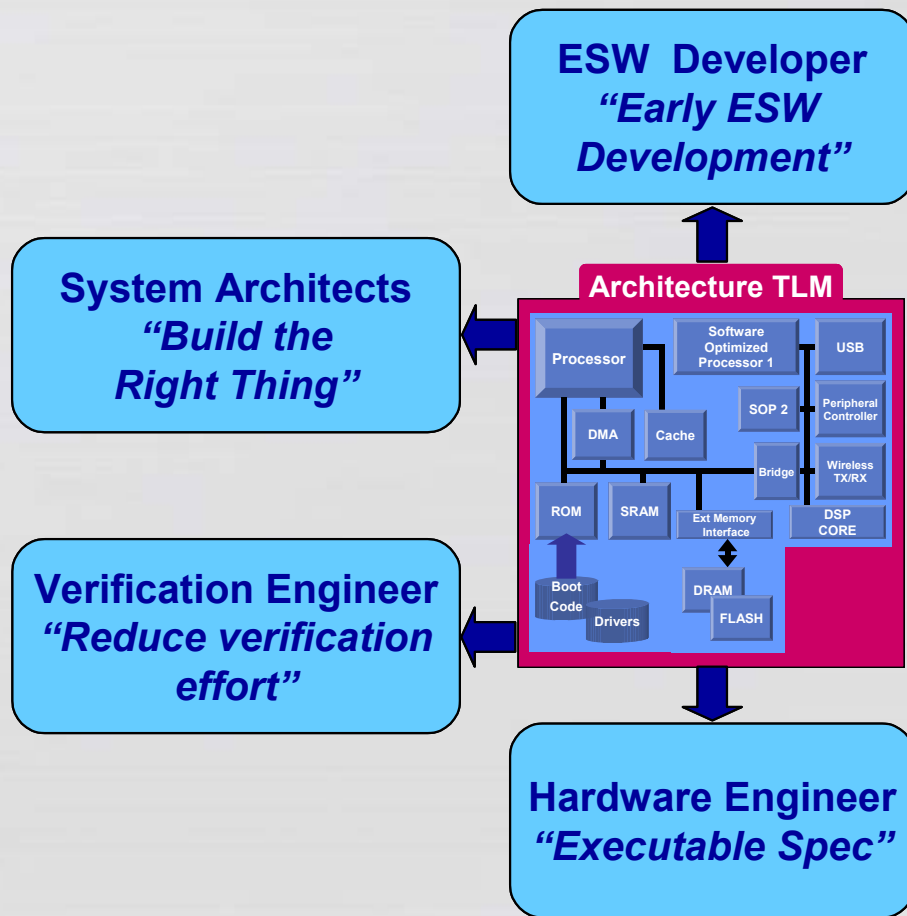 ESW Developer
“Early ESW
Development”
System Architects
“Build the
Right Thing”
Architecture TLM
Processor
Software
Optimized
Processor 1
USB
SOP 2
Peripheral
Controller
DMA
Cache
Bridge
Wireless
TX/RX
ROM
SRAM
Ext Memory
Interface
DSP
CORE
Boot
Code
Drivers
DRAM
FLASH
Verification Engineer
“Reduce verification
effort”
Hardware Engineer
“Executable Spec”